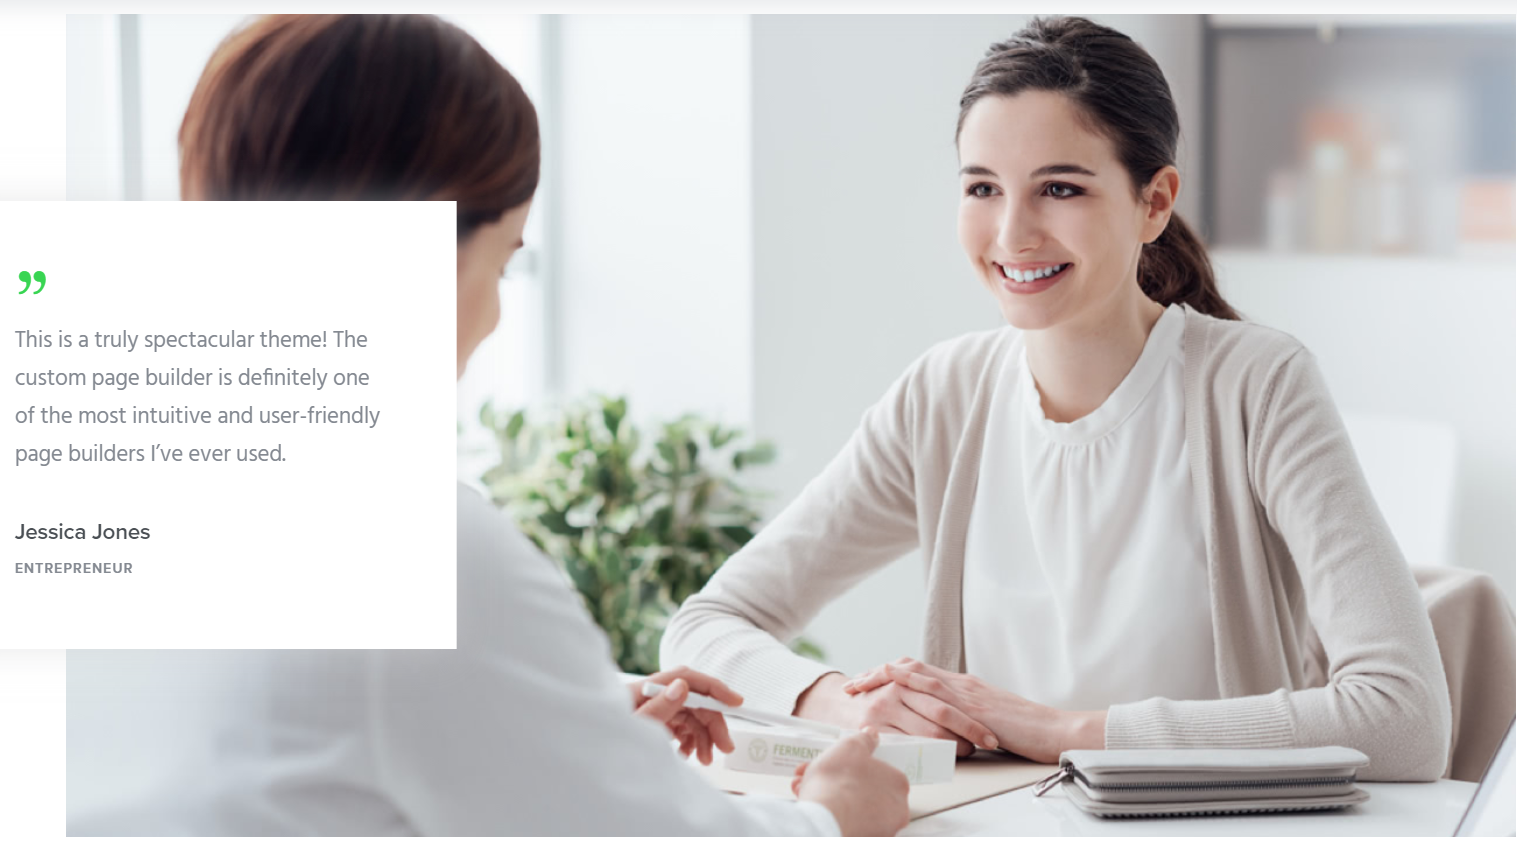 ”
This is a truly spectacular theme! The
custom page builder is definitely one
of the most intuitive and user-friendly
page builders I’ve ever used.
Jessica Jones
ENTREPRENEUR